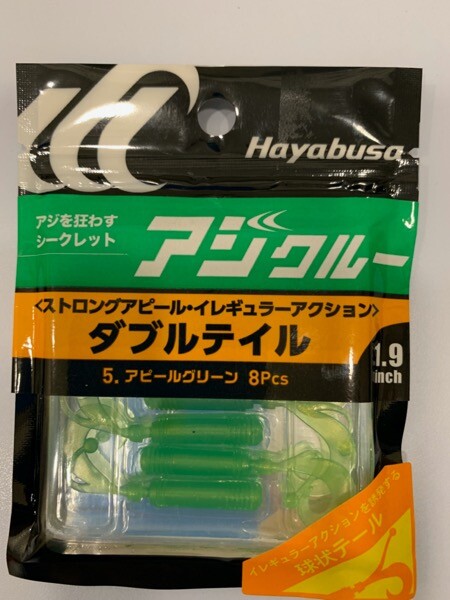 Hayabusa
アジを狂わす
シークレット
アジクルー
<ストロングアピール・イレギュラーアクション>
ダブルテイル
1.9
inch
5. アピールグリーン 8Pcs
イレギュラーアクションを誘発する
球状テール